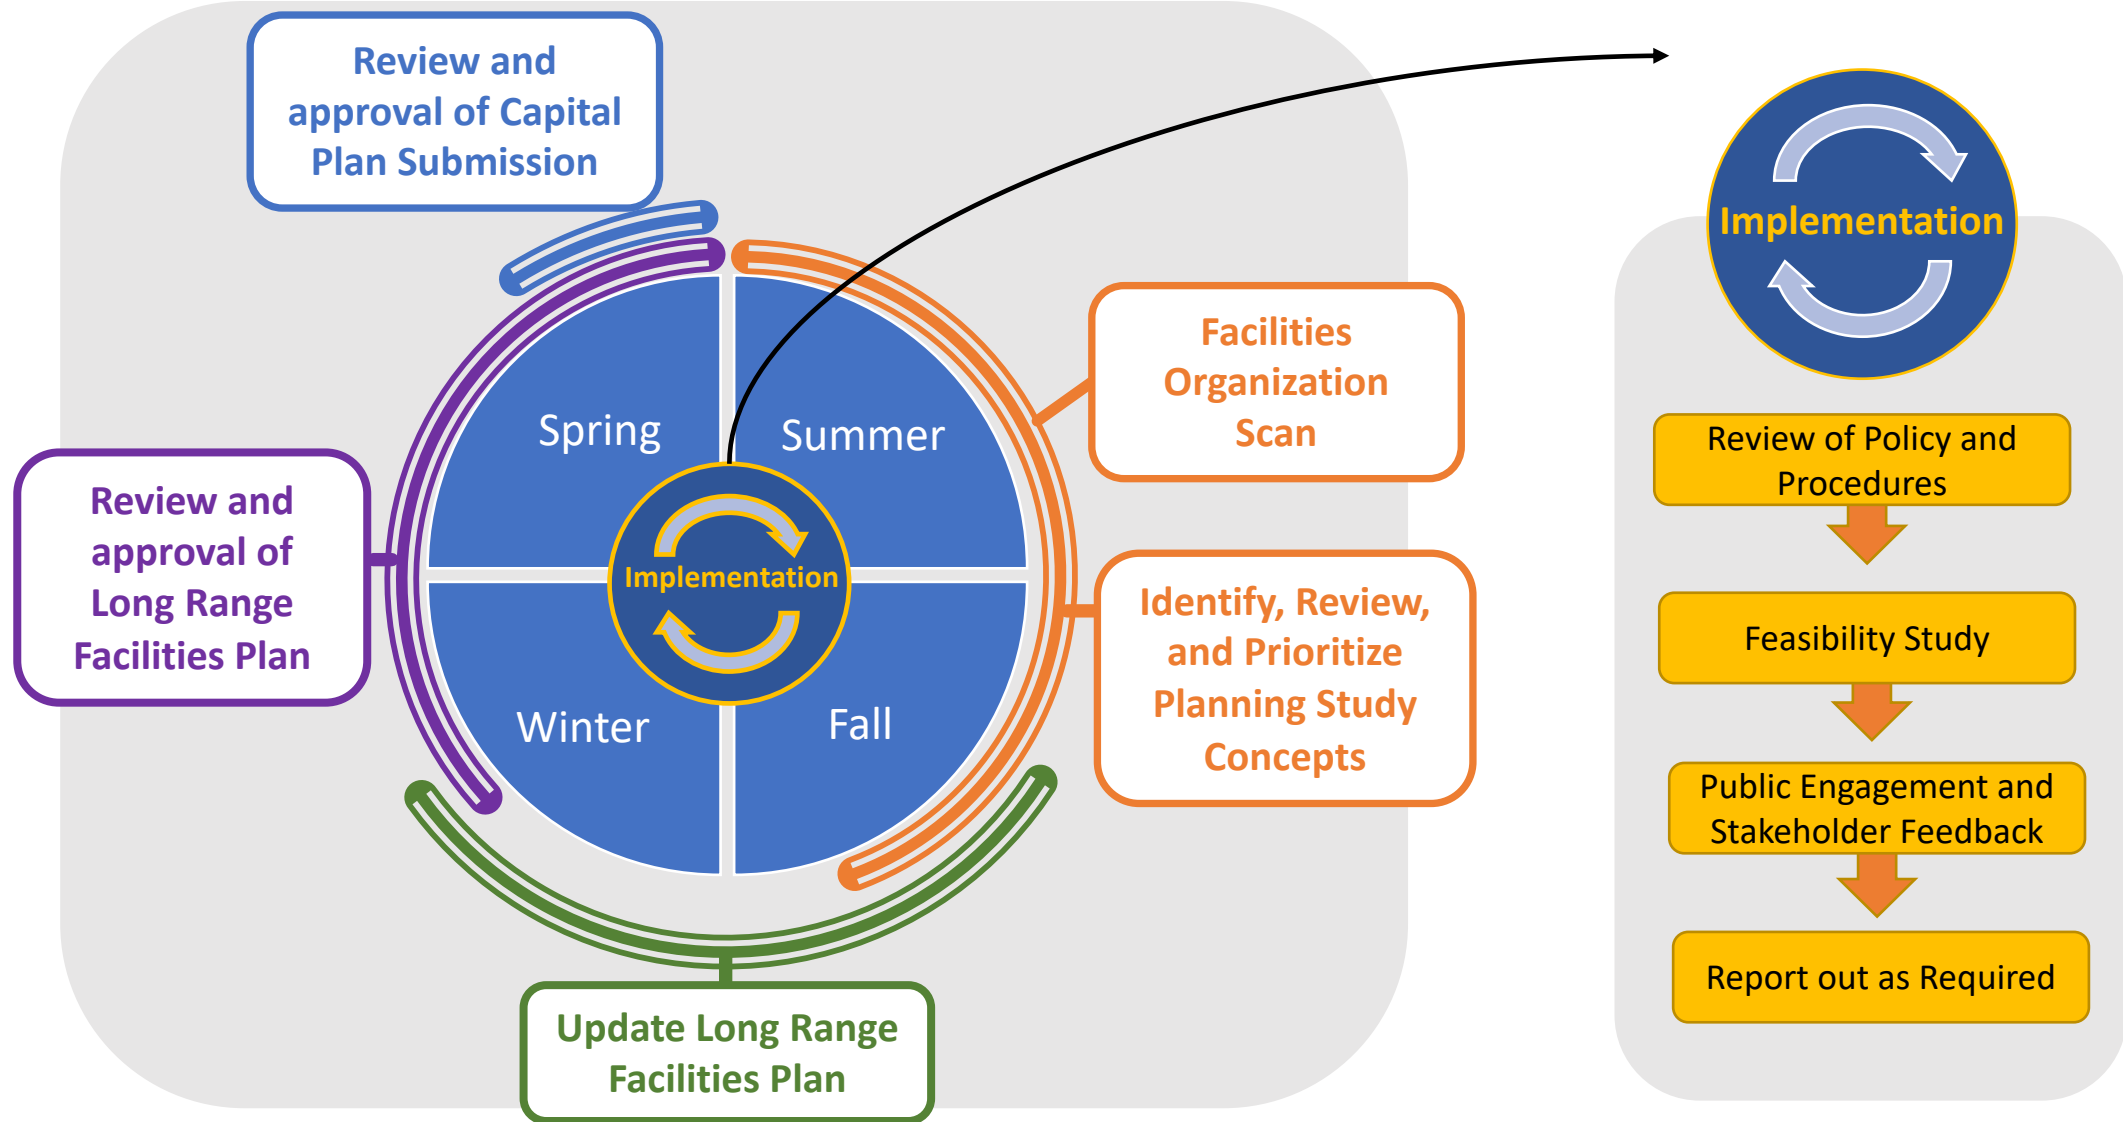 Review and
approval of Capital
Plan Submission
Facilities
Organization
Scan
Spring
Summer
Review and
approval of
Long Range
Facilities Plan
Implementation
Identify, Review,
and Prioritize
Planning Study
Concepts
Winter
Fall
Update Long Range
Facilities Plan
Implementation
Review of Policy and
Procedures
Feasibility Study
Public Engagement and
Stakeholder Feedback
Report out as Required